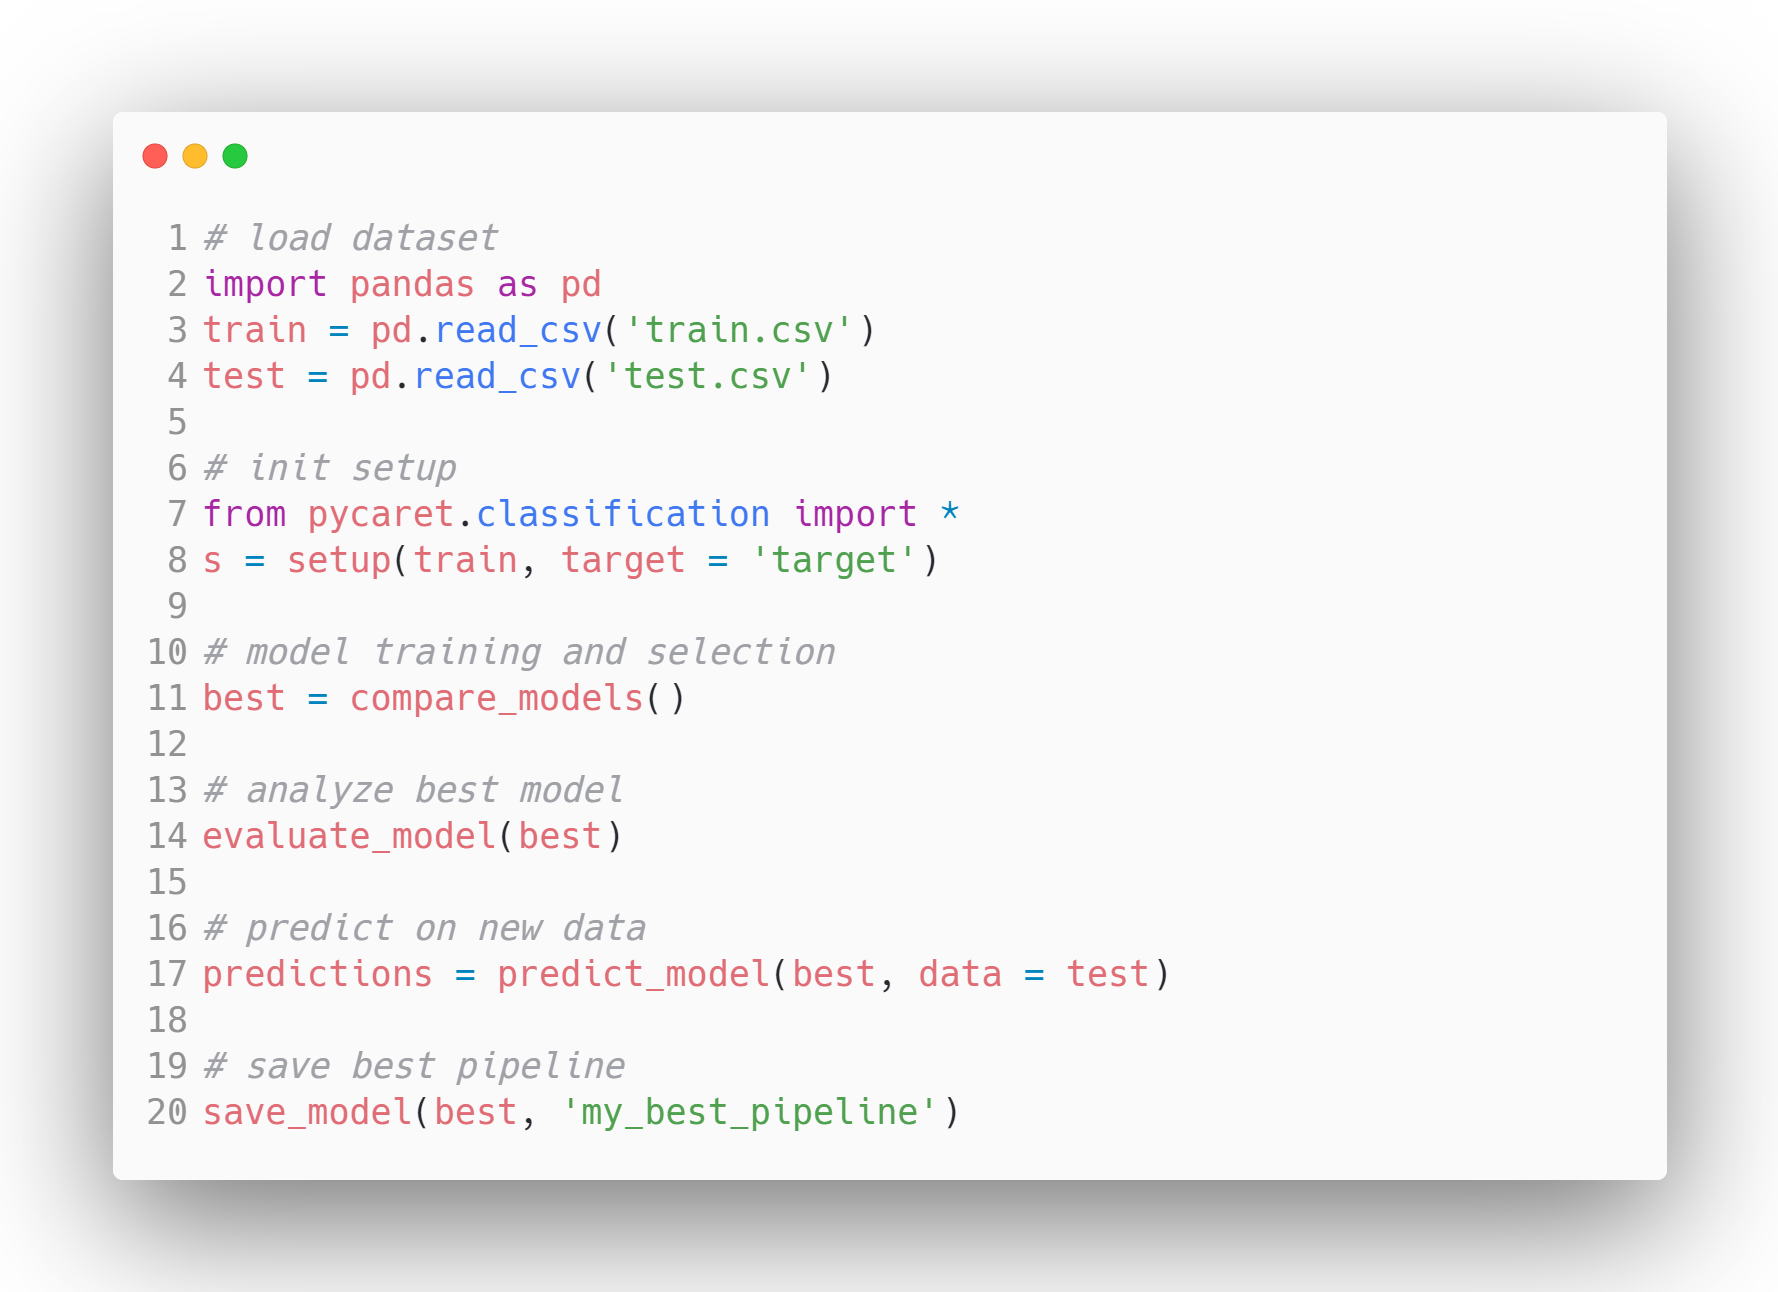 1 # load dataset
2 import pandas as pd
3 train = pd.read_csv('train.csv')
4 test = pd.read_csv('test.csv')
5
6 # init setup
7 from pycaret.classification import *
8 s = setup(train, target = 'target')
9
10 # model training and selection
11 best = compare_models()
12
13 # analyze best model
14 evaluate_model(best)
15
16 # predict on new data
17 predictions = predict_model(best, data = test)
18
19 # save best pipeline
20 save_model(best, 'my_best_pipeline')